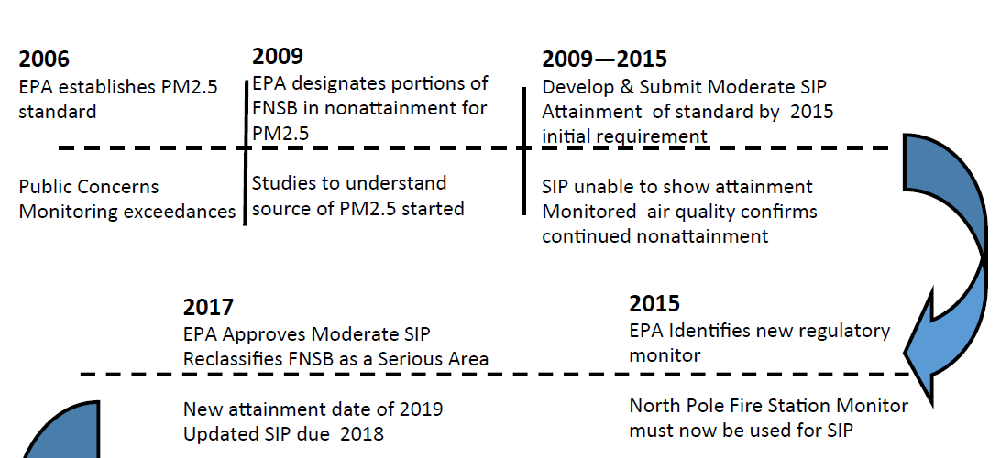 2006
EPA establishes PM2.5
standard
Public Concerns
Monitoring exceedances
2009
EPA designates portions of
FNSB in nonattainment for
PM2.5
Studies to understand
source of PM2.5 started
2009—2015
Develop & Submit Moderate SIP
Attainment of standard by 2015
initial requirement
SIP unable to show attainment
Monitored air quality confirms
continued nonattainment
2015
EPA Identifies new regulatory
monitor
North Pole Fire Station Monitor
must now be used for SIP
2017
EPA Approves Moderate SIP
Reclassifies FNSB as a Serious Area
New attainment date of 2019
Updated SIP due 2018